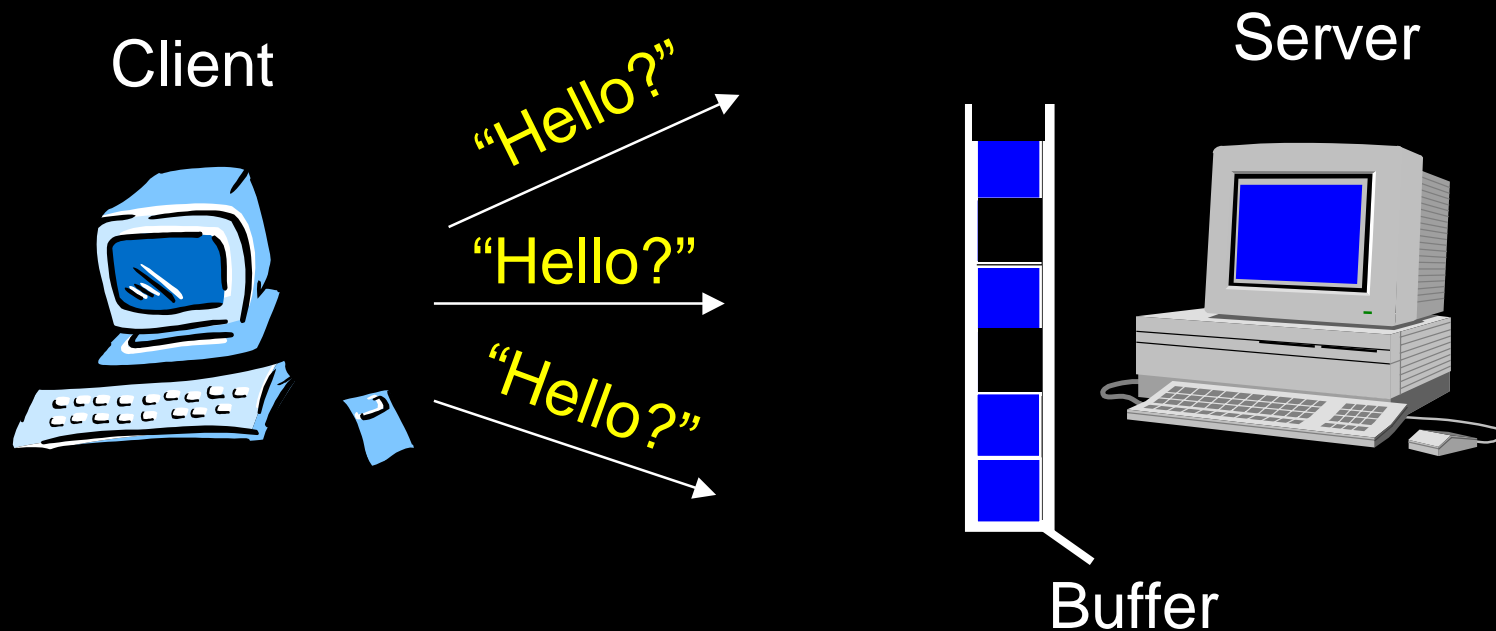 Client
Server
“Hello?”
“Hello?”
“Hello?”
Buffer